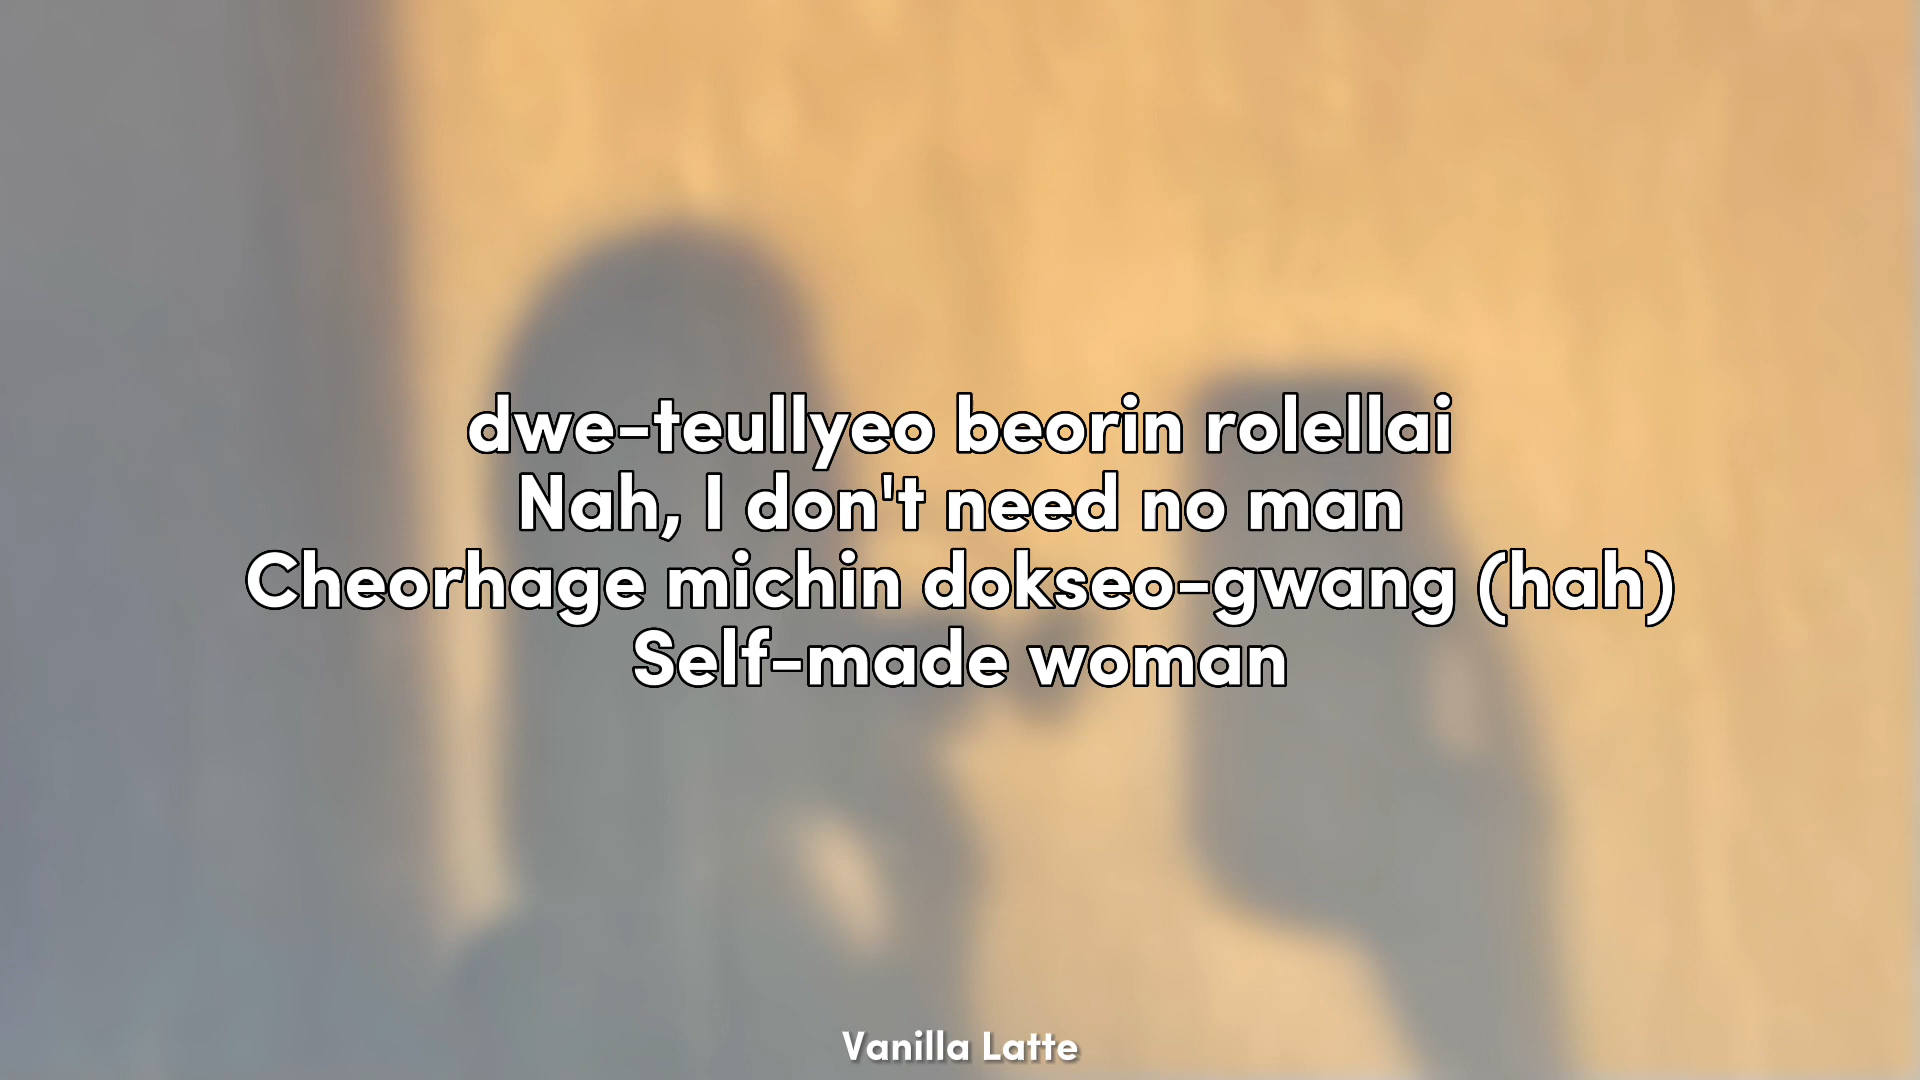 dwe-teullyeo beorin rolellai
Nah, I don't need no man
Cheorhage michin dokseo-gwang (hah)
Self-made woman
Vanilla Latte